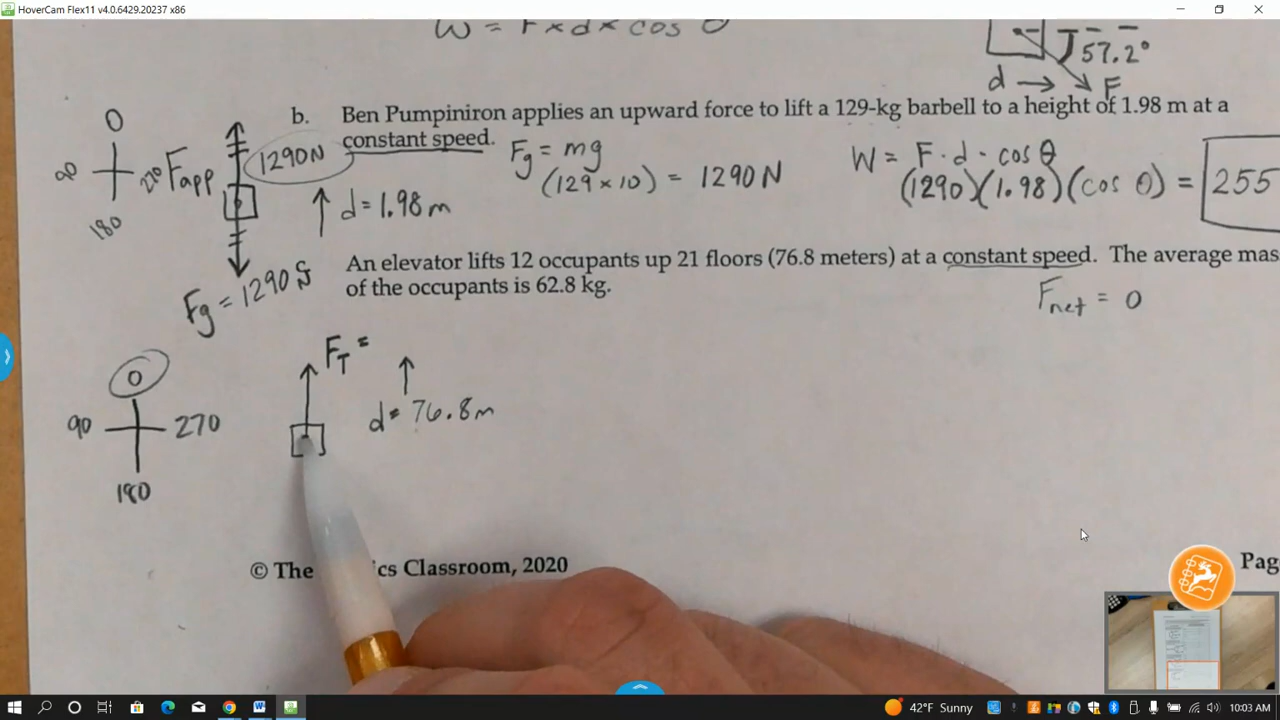 HoverCam Flex11 v4.0.6429.20237 x86
W = F × d × cos θ
57.2°
d → F
b. Ben Pumpiniron applies an upward force to lift a 129-kg barbell to a height of 1.98 m at a
constant speed.
0
90
270
180
Fapp
1290N
d = 1.98 m
Fg = 1290
Fg = mg
(129 × 10) = 1290 N
W = F · d · cos θ
(1290)(1.98)(cos θ) = 255
An elevator lifts 12 occupants up 21 floors (76.8 meters) at a constant speed. The average mas
of the occupants is 62.8 kg.
Fnet = 0
0
90
270
180
FT =
d = 76.8m
© The cs Classroom, 2020
Pag
42°F Sunny
10:03 AM